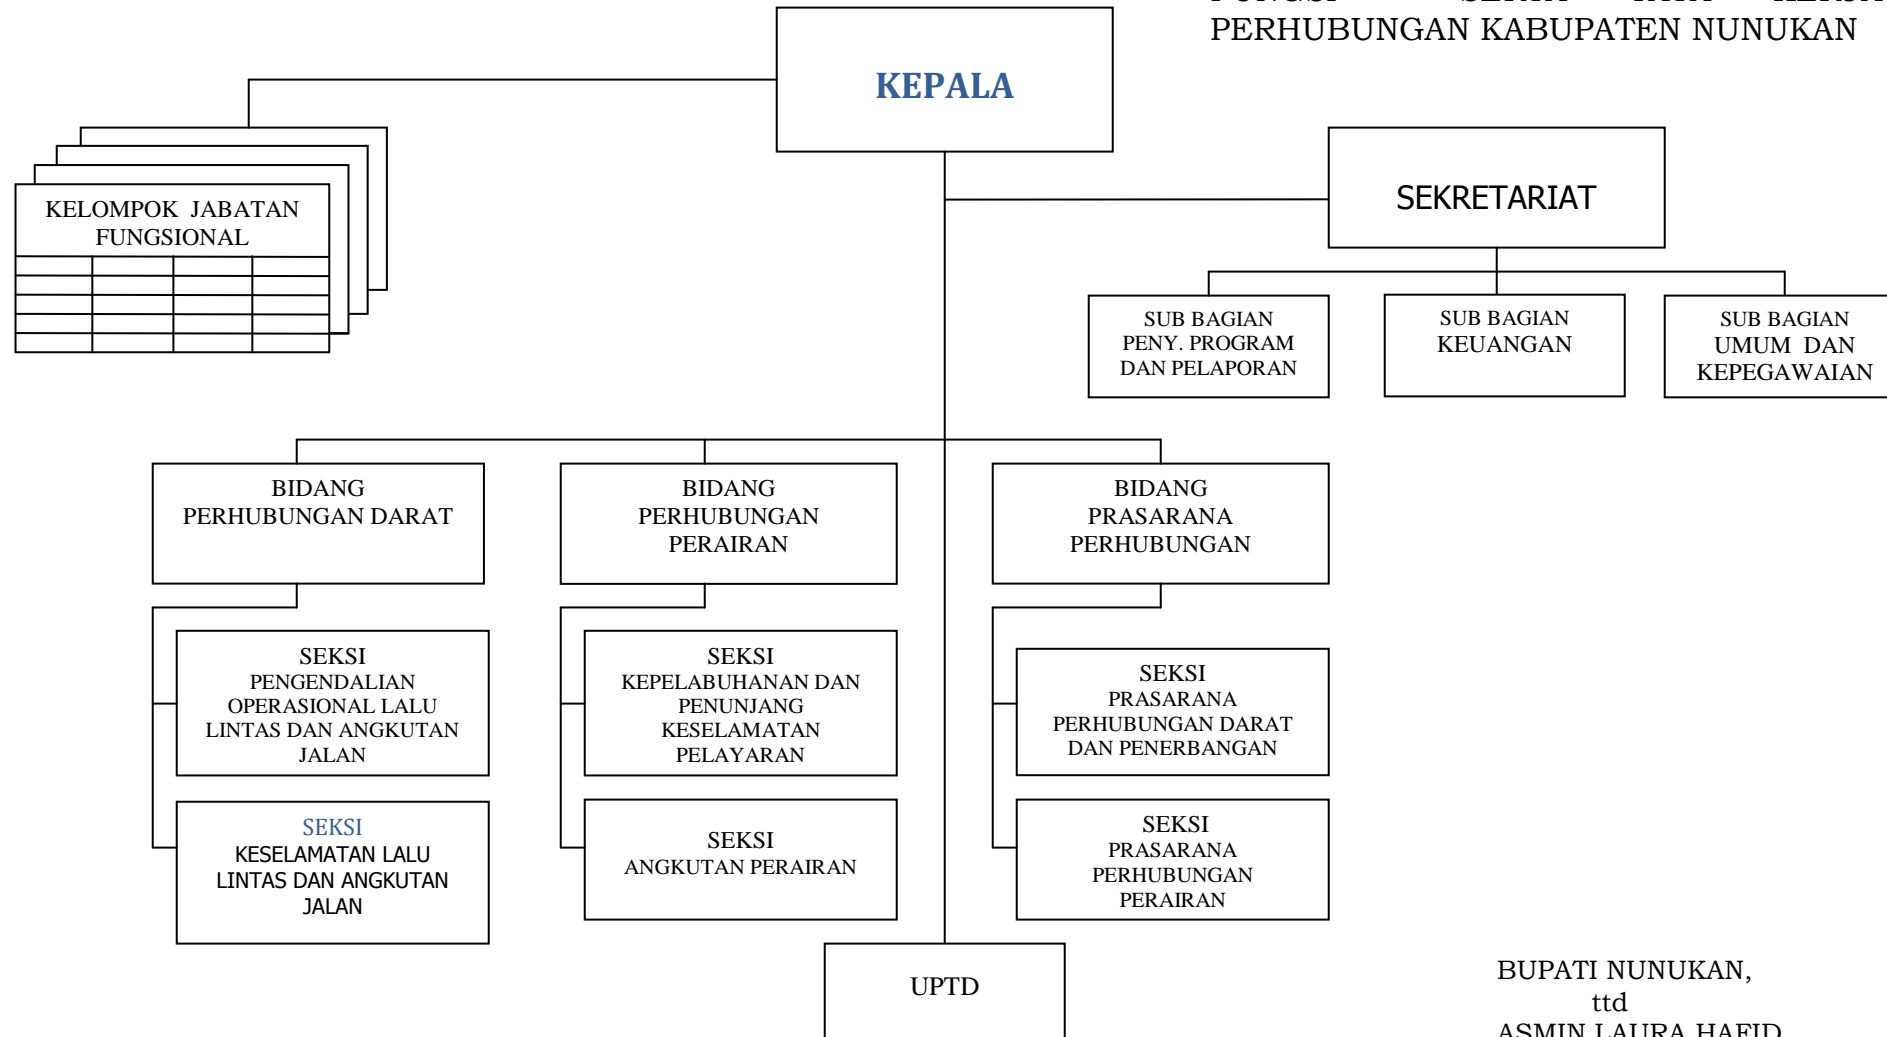 PERHUBUNGAN KABUPATEN NUNUKAN
KEPALA
KELOMPOK JABATAN
FUNGSIONAL
SEKRETARIAT
SUB BAGIAN
PENY. PROGRAM
DAN PELAPORAN
SUB BAGIAN
KEUANGAN
SUB BAGIAN
UMUM DAN
KEPEGAWAIAN
BIDANG
PERHUBUNGAN DARAT
BIDANG
PERHUBUNGAN
PERAIRAN
BIDANG
PRASARANA
PERHUBUNGAN
SEKSI
PENGENDALIAN
OPERASIONAL LALU
LINTAS DAN ANGKUTAN
JALAN
SEKSI
KEPELABUHANAN DAN
PENUNJANG
KESELAMATAN
PELAYARAN
SEKSI
PRASARANA
PERHUBUNGAN DARAT
DAN PENERBANGAN
SEKSI
KESELAMATAN LALU
LINTAS DAN ANGKUTAN
JALAN
SEKSI
ANGKUTAN PERAIRAN
SEKSI
PRASARANA
PERHUBUNGAN
PERAIRAN
UPTD
BUPATI NUNUKAN,
ttd
ASMIN LAURA HAFID